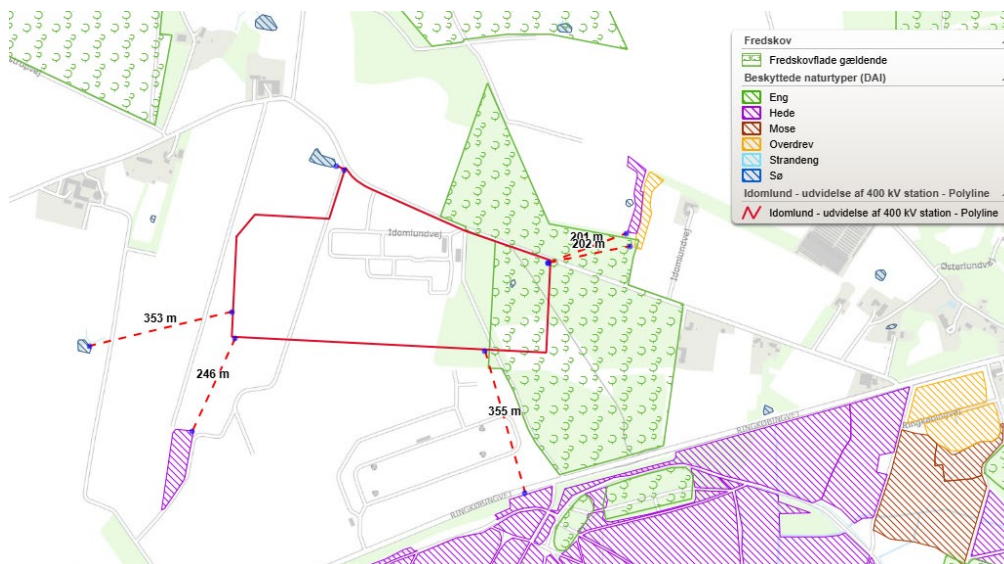 Fredskov
Fredskovflade gældende
Beskyttede naturtyper (DAI)
Eng
Hede
Mose
Overdrev
Strandeng
Sø
Idomlund - udvidelse af 400 kV station - Polyline
Idomlund - udvidelse af 400 kV station - Polyline
Idomlundvej
201 m
202 m
Idomlundvej
Østerlundvej
353 m
246 m
355 m
RINGKØBINGVEJ
Ringkøbingvej
RINGKØBINGVEJ